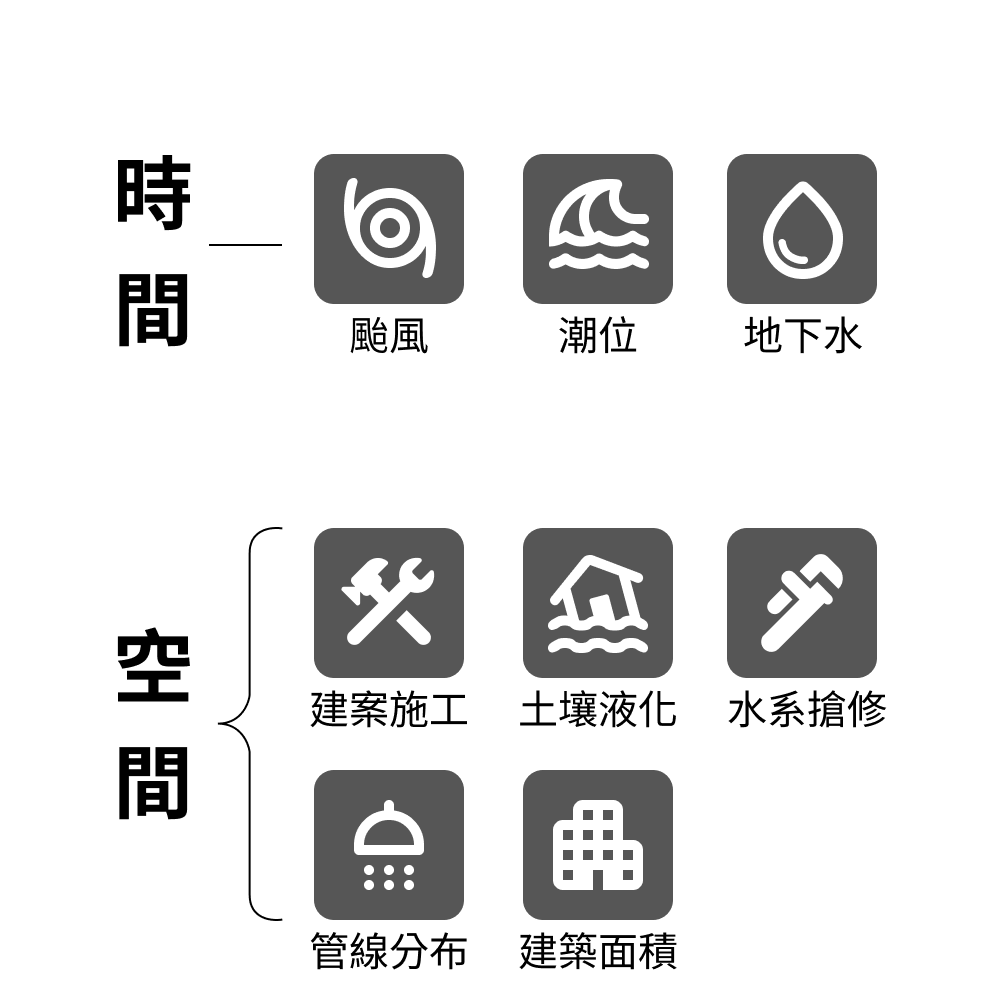 時間
颱風
潮位
地下水
空間
建案施工
土壤液化
水系搶修
管線分布
建築面積